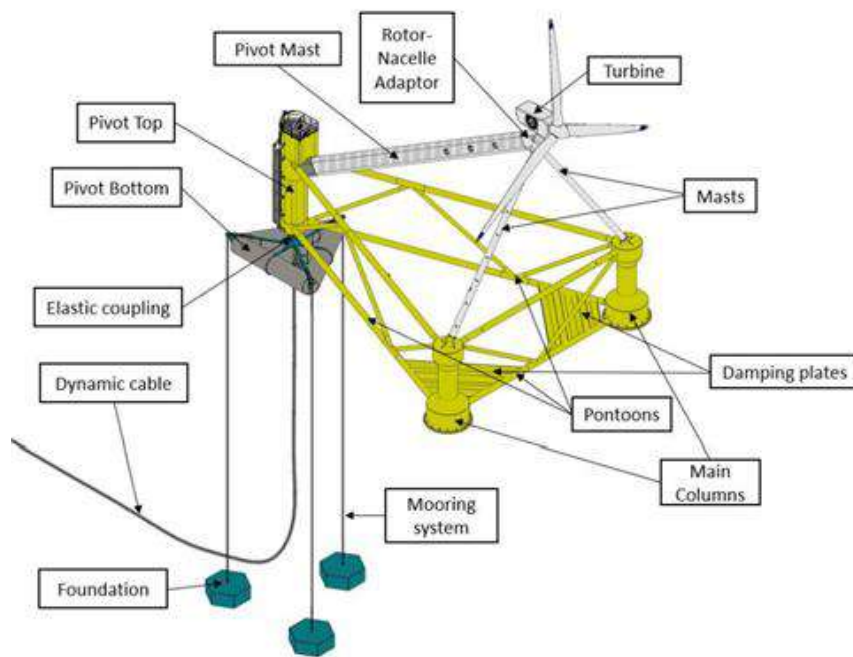 Pivot Mast
Rotor-
Nacelle
Adaptor
Turbine
Pivot Top
Pivot Bottom
Masts
Elastic coupling
Dynamic cable
Damping plates
Pontoons
Main
Columns
Mooring
system
Foundation